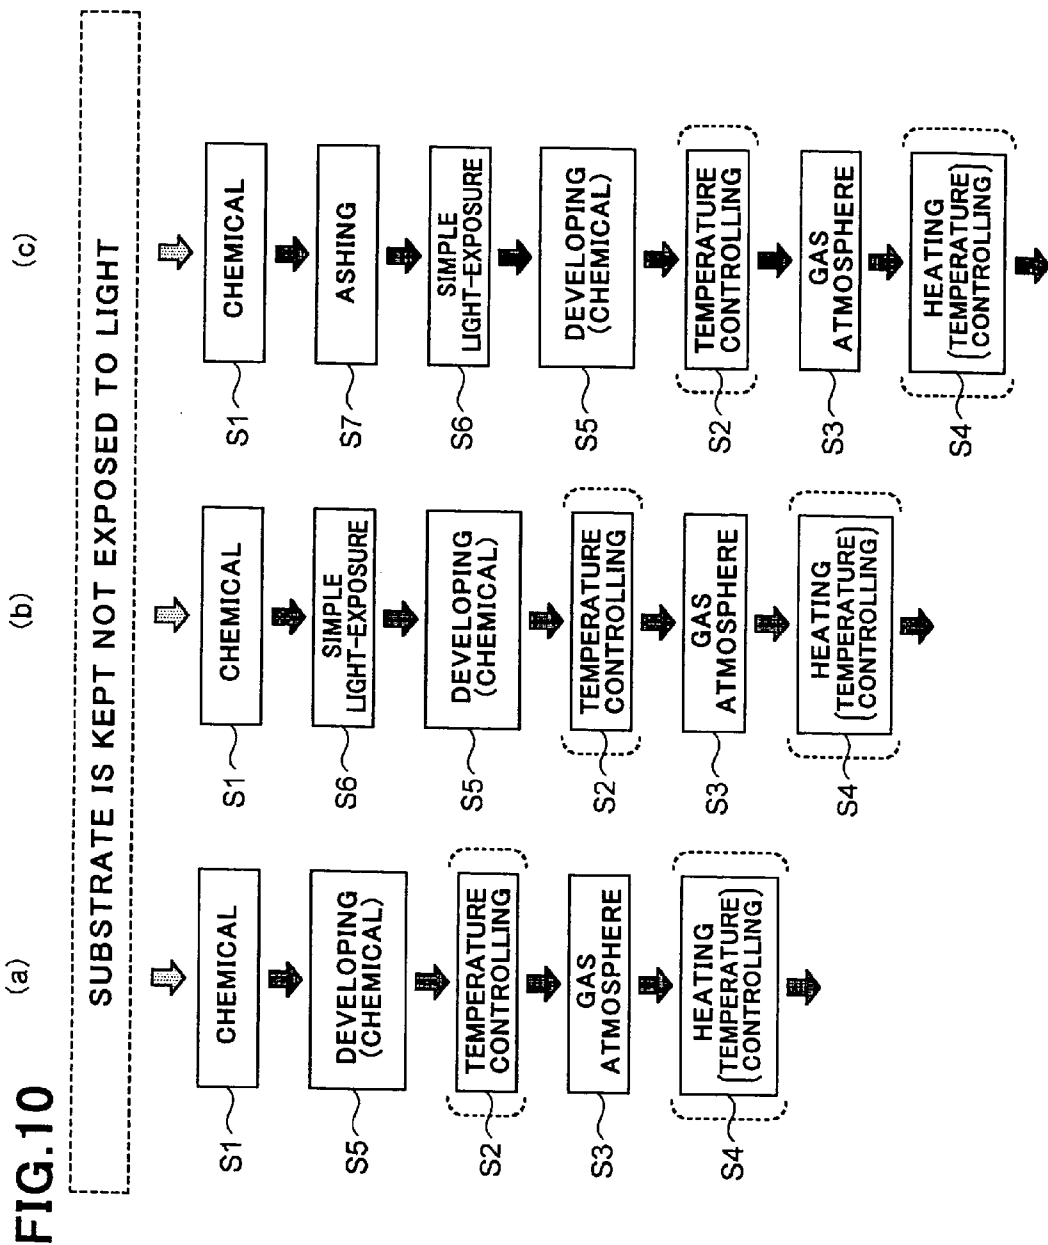 FIG.10
SUBSTRATE IS KEPT NOT EXPOSED TO LIGHT
(a)
S1
CHEMICAL
S5
DEVELOPING
(CHEMICAL)
S2
TEMPERATURE
CONTROLLING
S3
GAS
ATMOSPHERE
S4
HEATING
(TEMPERATURE
CONTROLLING)
(b)
S1
CHEMICAL
S6
SIMPLE
LIGHT-EXPOSURE
S5
DEVELOPING
(CHEMICAL)
S2
TEMPERATURE
CONTROLLING
S3
GAS
ATMOSPHERE
S4
HEATING
(TEMPERATURE
CONTROLLING)
(c)
S1
CHEMICAL
S7
ASHING
S6
SIMPLE
LIGHT-EXPOSURE
S5
DEVELOPING
(CHEMICAL)
S2
TEMPERATURE
CONTROLLING
S3
GAS
ATMOSPHERE
S4
HEATING
(TEMPERATURE
CONTROLLING)